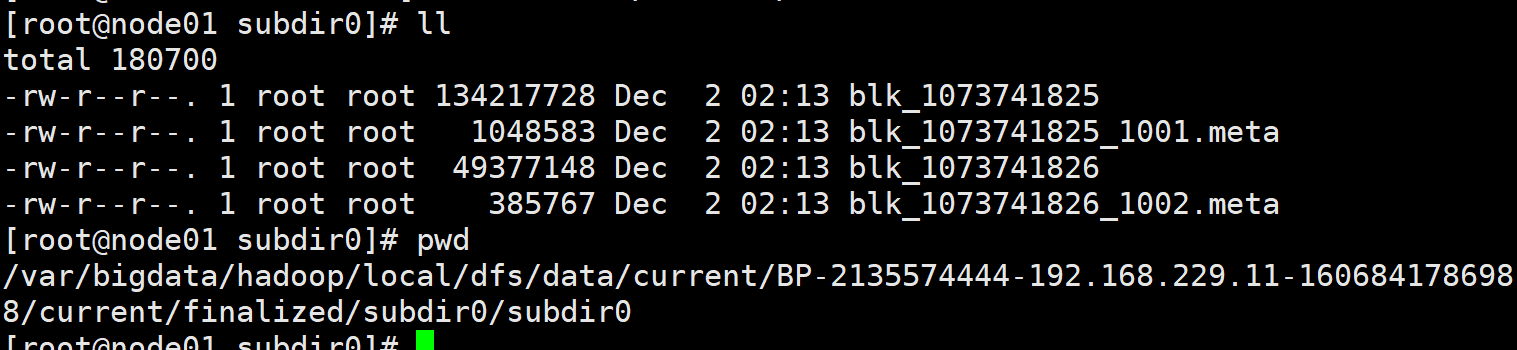 [root@node01 subdir0]# ll
total 180700
-rw-r--r--. 1 root root 134217728 Dec  2 02:13 blk_1073741825
-rw-r--r--. 1 root root   1048583 Dec  2 02:13 blk_1073741825_1001.meta
-rw-r--r--. 1 root root  49377148 Dec  2 02:13 blk_1073741826
-rw-r--r--. 1 root root    385767 Dec  2 02:13 blk_1073741826_1002.meta
[root@node01 subdir0]# pwd
/var/bigdata/hadoop/local/dfs/data/current/BP-2135574444-192.168.229.11-160684178698
8/current/finalized/subdir0/subdir0
[root@node01 subdir0]#